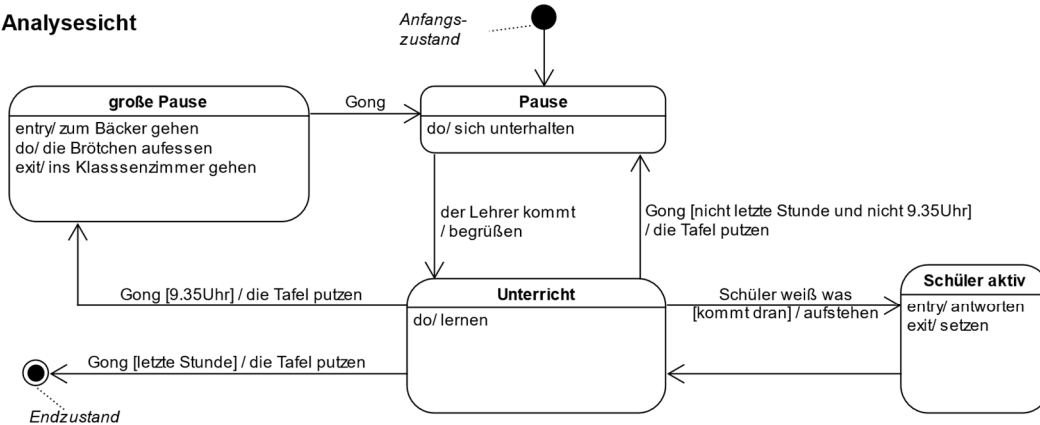 Analysesicht
Anfangs-
zustand
große Pause
entry/ zum Bäcker gehen
do/ die Brötchen aufessen
exit/ ins Klasssenzimmer gehen
Gong
Pause
do/ sich unterhalten
der Lehrer kommt
/ begrüßen
Gong [nicht letzte Stunde und nicht 9.35Uhr]
/ die Tafel putzen
Gong [9.35Uhr] / die Tafel putzen
Unterricht
do/ lernen
Schüler weiß was
[kommt dran] / aufstehen
Schüler aktiv
entry/ antworten
exit/ setzen
Gong [letzte Stunde] / die Tafel putzen
Endzustand